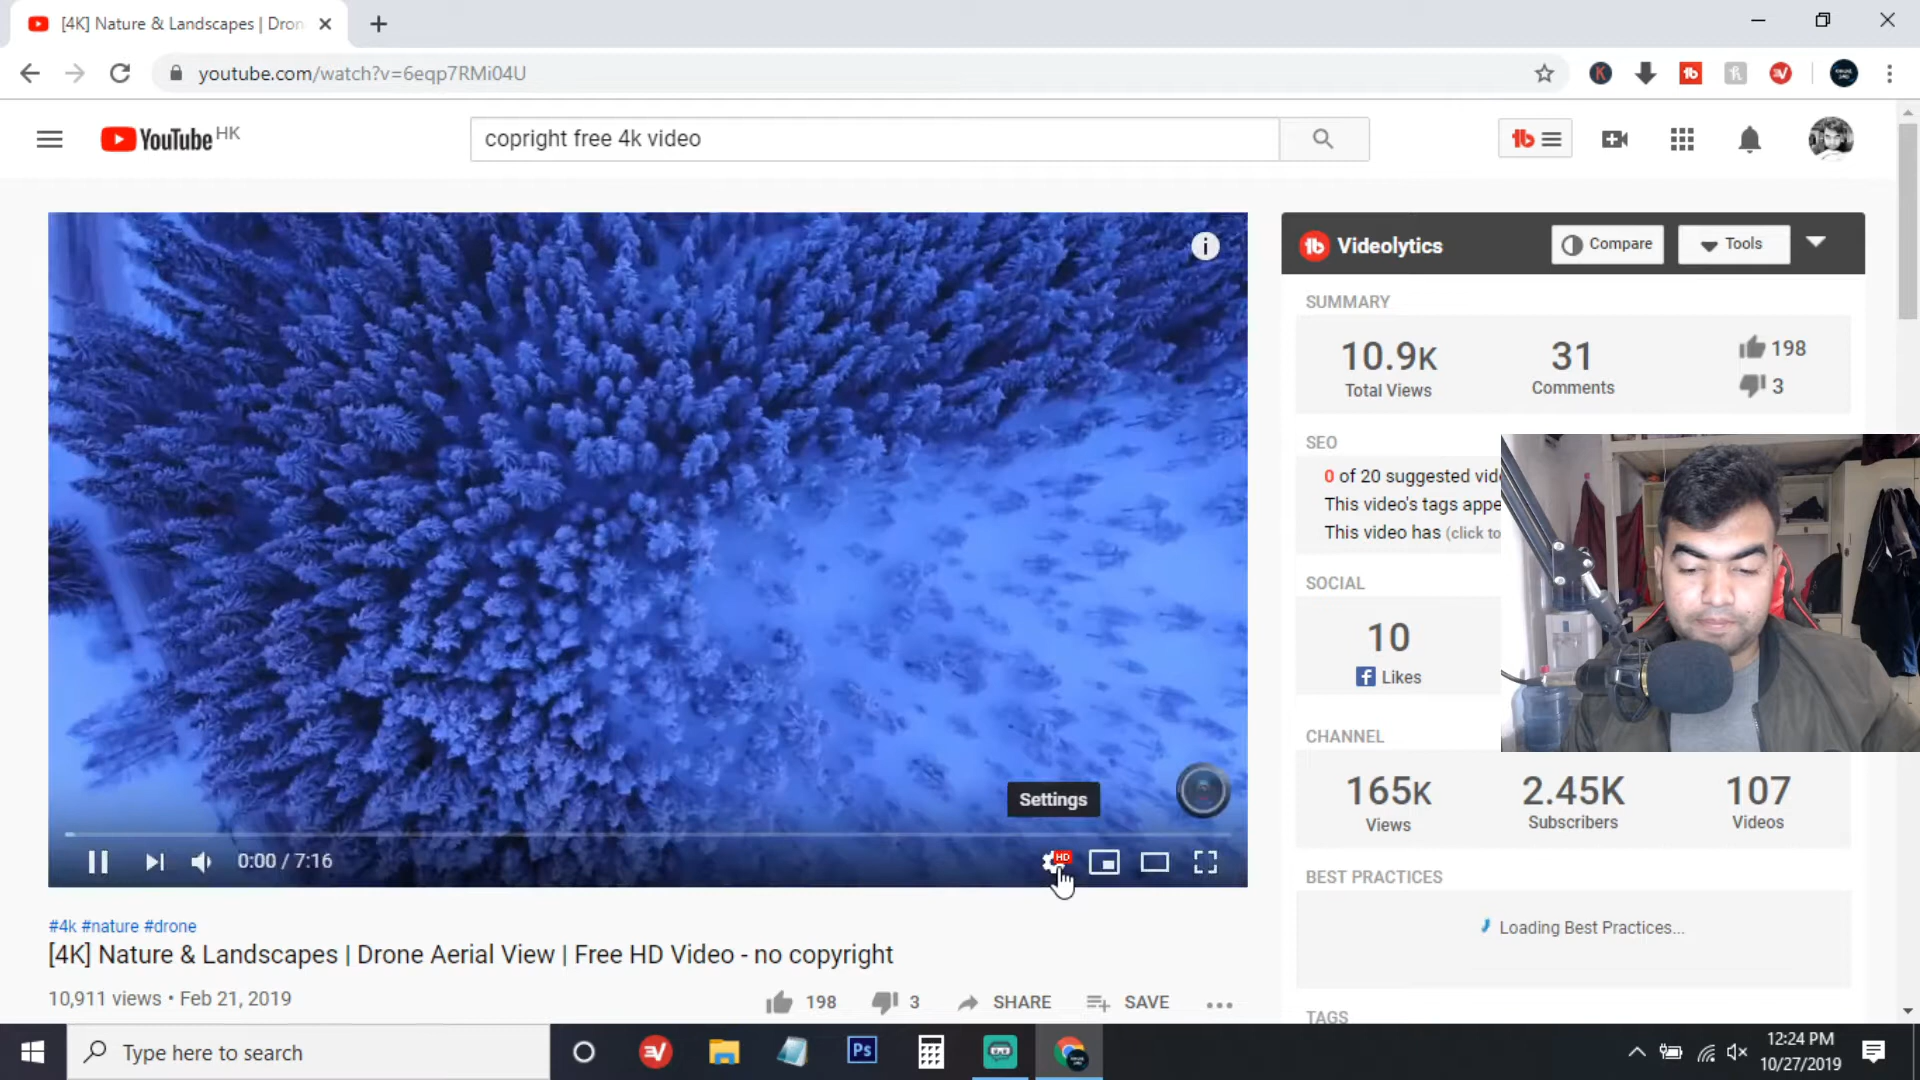 [4K] Nature & Landscapes | Dron
youtube.com/watch?v=6eqp7RMi04U
YouTube HK
copright free 4k video
Videolytics
Compare
Tools
SUMMARY
10.9K
Total Views
31
Comments
198
3
SEO
0 of 20 suggested vide
This video's tags appe
This video has (click to
SOCIAL
10
Likes
CHANNEL
165K
Views
2.45K
Subscribers
107
Videos
BEST PRACTICES
Loading Best Practices...
TAGS
Settings
0:00 / 7:16
HD
#4k #nature #drone
[4K] Nature & Landscapes | Drone Aerial View | Free HD Video - no copyright
10,911 views • Feb 21, 2019
198
3
SHARE
SAVE
Type here to search
Ps
12:24 PM
10/27/2019